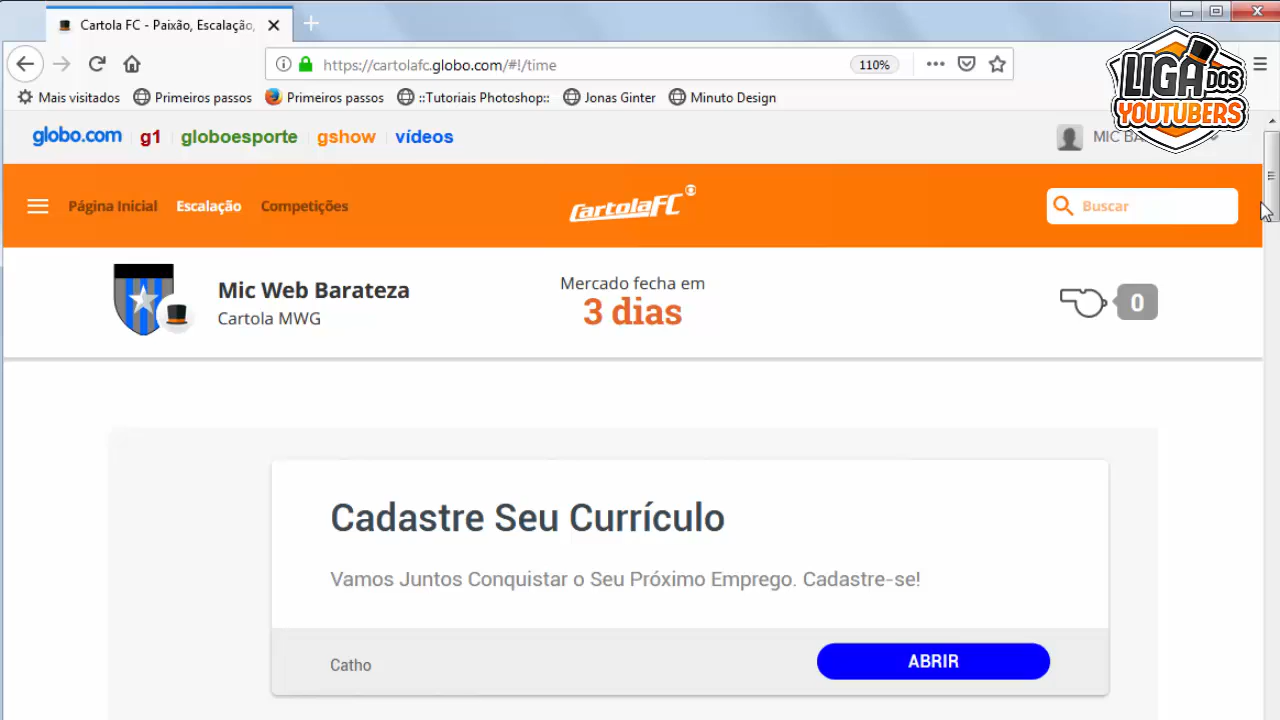 Cartola FC - Paixão, Escalação,
https://cartolafc.globo.com/#!/time
110%
LIGA DOS
YOUTUBERS
Mais visitados
Primeiros passos
Primeiros passos
::Tutoriais Photoshop::
Jonas Ginter
Minuto Design
globo.com
g1
globoesporte
gshow
vídeos
MIC BA
Página Inicial
Escalação
Competições
CartolaFC
Buscar
Mic Web Barateza
Cartola MWG
Mercado fecha em
3 dias
0
Cadastre Seu Currículo
Vamos Juntos Conquistar o Seu Próximo Emprego. Cadastre-se!
Catho
ABRIR